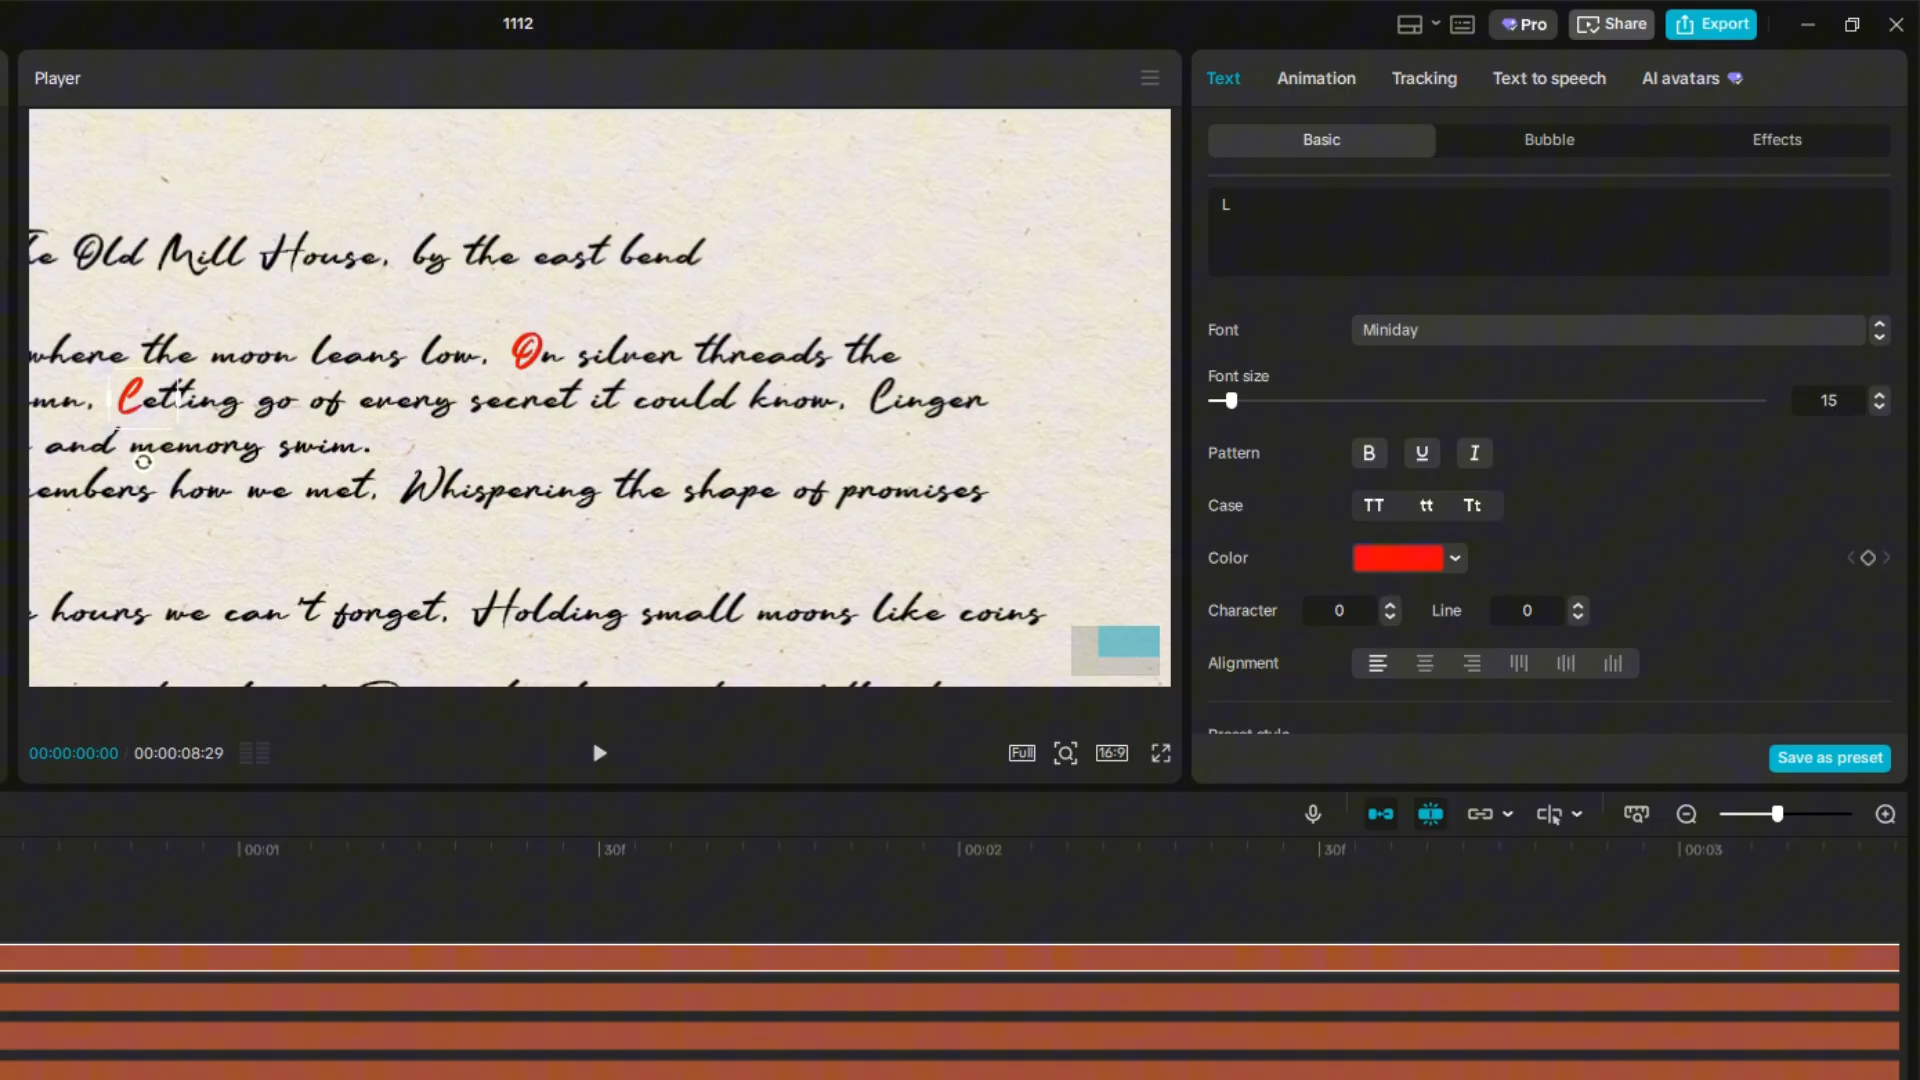 1112
Pro
Share
Export
Player
Text Animation Tracking Text to speech AI avatars
Basic Bubble Effects
L
Old Mill House, by the east bend
where the moon leans low. On silver threads the
mn. Letting go of every secret it could know. Linger
and memory swim.
embers how we met. Whispering the shape of promises
hours we can't forget. Holding small moons like coins
Font Miniday
Font size
15
Pattern B U I
Case TT tt Tt
Color
Character 0 Line 0
Alignment
Preset style
00:00:00:00 00:00:08:29
Full
16:9
Save as preset
00:01 30f 00:02 30f 00:03